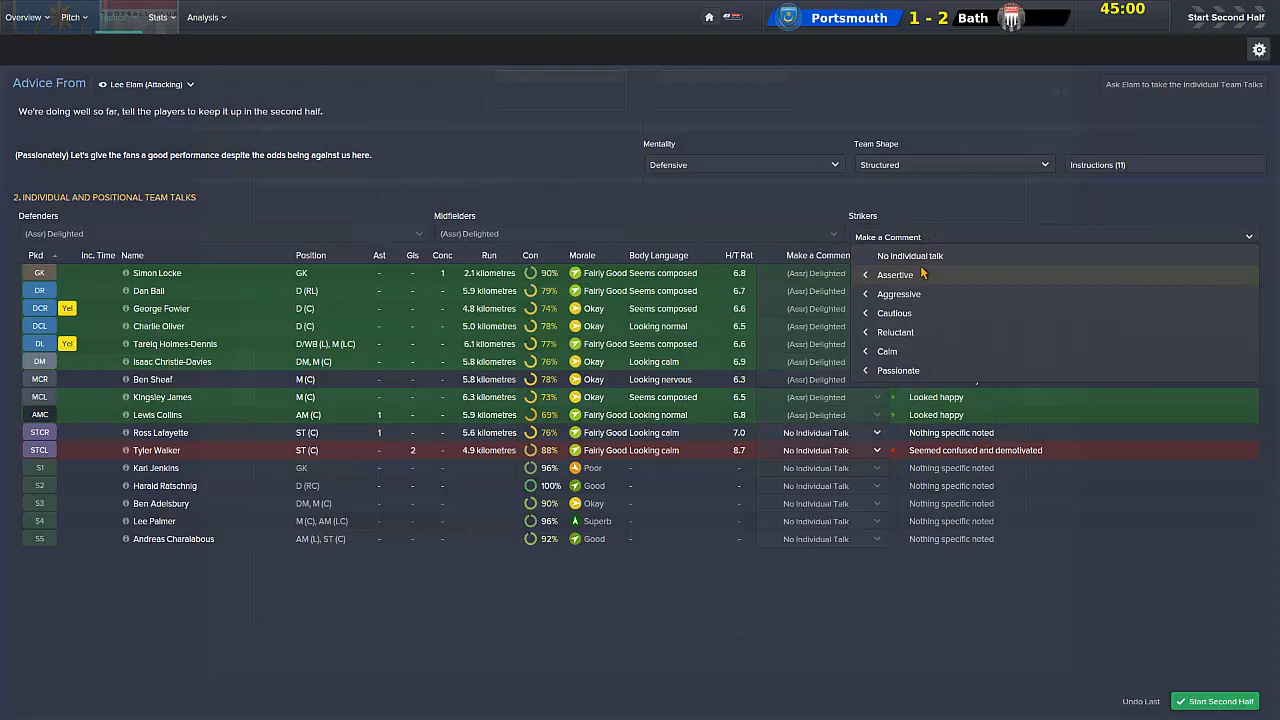 Overview Pitch Tactics Stats Analysis Portsmouth 1 - 2 Bath 45:00 Start Second Half
Advice From Lee Elam (Attacking) Ask Elam to take the Individual Team Talks
We're doing well so far, tell the players to keep it up in the second half.
Mentality Team Shape
(Passionately) Let's give the fans a good performance despite the odds being against us here.
Defensive Structured Instructions (11)
2. INDIVIDUAL AND POSITIONAL TEAM TALKS
Defenders Midfielders Strikers
(Assr) Delighted (Assr) Delighted Make a Comment
Pkd Inc. Time Name Position Ast Gls Conc Run Con Morale Body Language H/T Rat Make a Commen No individual talk
GK Simon Locke GK - - 1 2.1 kilometres 90% Fairly Good Seems composed 6.8 (Assr) Delighted Assertive
DR Dan Ball D (RL) - - - 5.9 kilometres 79% Fairly Good Seems composed 6.7 (Assr) Delighted Aggressive
DCR Yel George Fowler D (C) - - - 4.8 kilometres 74% Okay Seems composed 6.6 (Assr) Delighted Cautious
DCL Charlie Oliver D (C) - - - 5.0 kilometres 78% Okay Looking normal 6.5 (Assr) Delighted Reluctant
DL Yel Tareiq Holmes-Dennis D/WB (L), M (LC) - - - 6.1 kilometres 77% Fairly Good Seems composed 6.6 (Assr) Delighted Calm
DM Isaac Christie-Davies DM, M (C) - - - 5.8 kilometres 76% Okay Looking calm 6.9 (Assr) Delighted Passionate
MCR Ben Sheaf M (C) - - - 5.8 kilometres 78% Okay Looking nervous 6.3 (Assr) Delighted
MCL Kingsley James M (C) - - - 6.3 kilometres 73% Okay Seems composed 6.5 (Assr) Delighted Looked happy
AMC Lewis Collins AM (C) 1 - - 5.9 kilometres 69% Fairly Good Looking normal 6.8 (Assr) Delighted Looked happy
STCR Ross Lafayette ST (C) 1 - - 5.6 kilometres 76% Fairly Good Looking calm 7.0 No Individual Talk Nothing specific noted
STCL Tyler Walker ST (C) - 2 - 4.9 kilometres 88% Fairly Good Looking calm 8.7 No Individual Talk Seemed confused and demotivated
S1 Karl Jenkins GK - - - - 96% Poor - - No Individual Talk Nothing specific noted
S2 Harald Ratschnig D (RC) - - - - 100% Good - - No Individual Talk Nothing specific noted
S3 Ben Adelsbury DM, M (C) - - - - 90% Okay - - No Individual Talk Nothing specific noted
S4 Lee Palmer M (C), AM (LC) - - - - 96% Superb - - No Individual Talk Nothing specific noted
S5 Andreas Charalabous AM (L), ST (C) - - - - 92% Good - - No Individual Talk Nothing specific noted
Undo Last Start Second Half